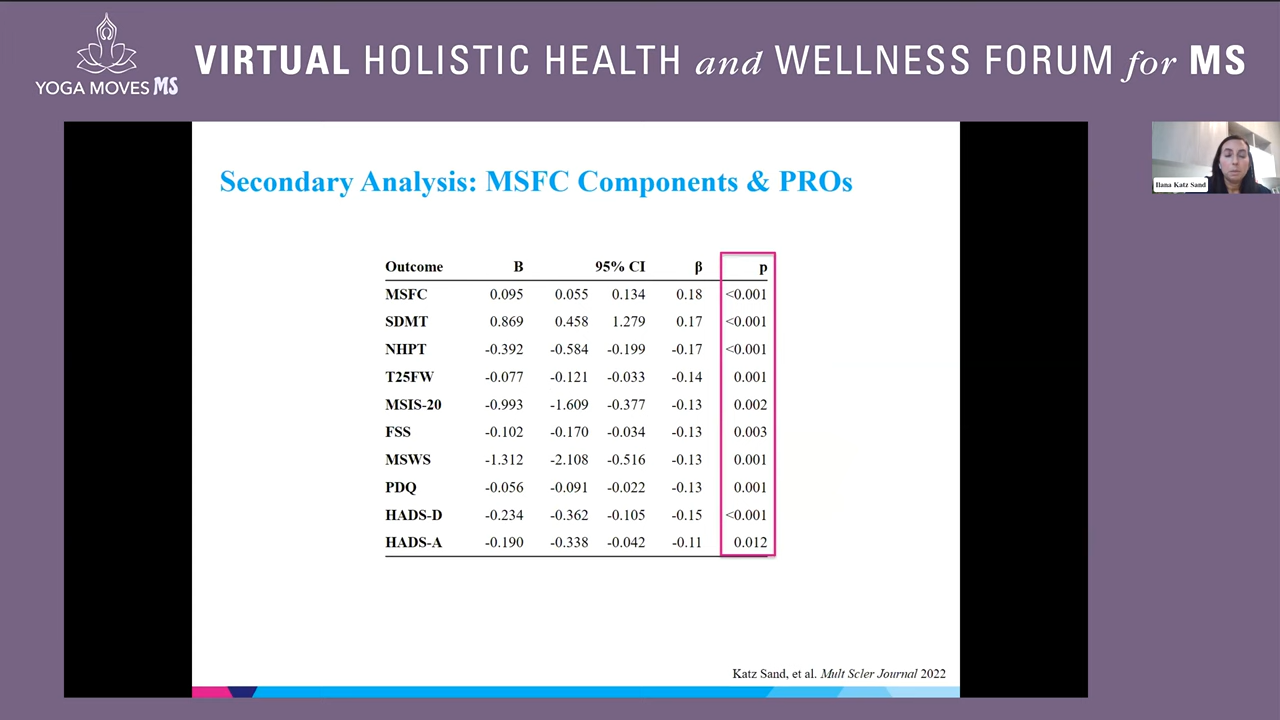 YOGA MOVES MS
VIRTUAL HOLISTIC HEALTH and WELLNESS FORUM for MS
Ilana Katz Sand
Secondary Analysis: MSFC Components & PROs
Outcome B 95% CI β p
MSFC 0.095 0.055 0.134 0.18 <0.001
SDMT 0.869 0.458 1.279 0.17 <0.001
NHPT -0.392 -0.584 -0.199 -0.17 <0.001
T25FW -0.077 -0.121 -0.033 -0.14 0.001
MSIS-20 -0.993 -1.609 -0.377 -0.13 0.002
FSS -0.102 -0.170 -0.034 -0.13 0.003
MSWS -1.312 -2.108 -0.516 -0.13 0.001
PDQ -0.056 -0.091 -0.022 -0.13 0.001
HADS-D -0.234 -0.362 -0.105 -0.15 <0.001
HADS-A -0.190 -0.338 -0.042 -0.11 0.012
Katz Sand, et al. Mult Scler Journal 2022